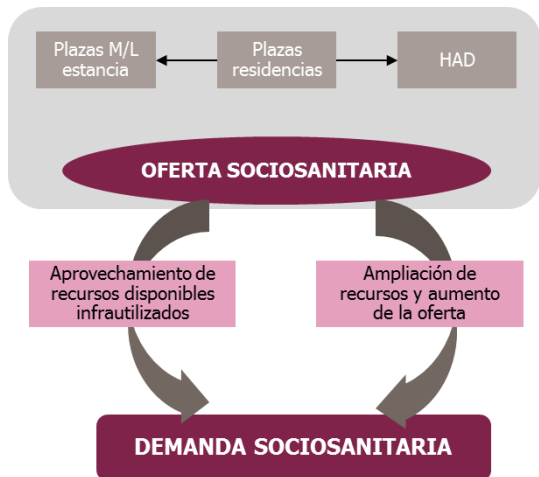 Plazas M/L
estancia
Plazas
residencias
HAD
OFERTA SOCIOSANITARIA
Aprovechamiento de
recursos disponibles
infrautilizados
Ampliación de
recursos y aumento
de la oferta
DEMANDA SOCIOSANITARIA